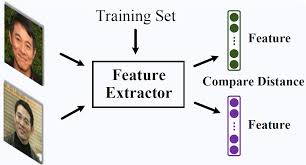 Training Set
Feature
Extractor
Feature
Compare Distance
Feature